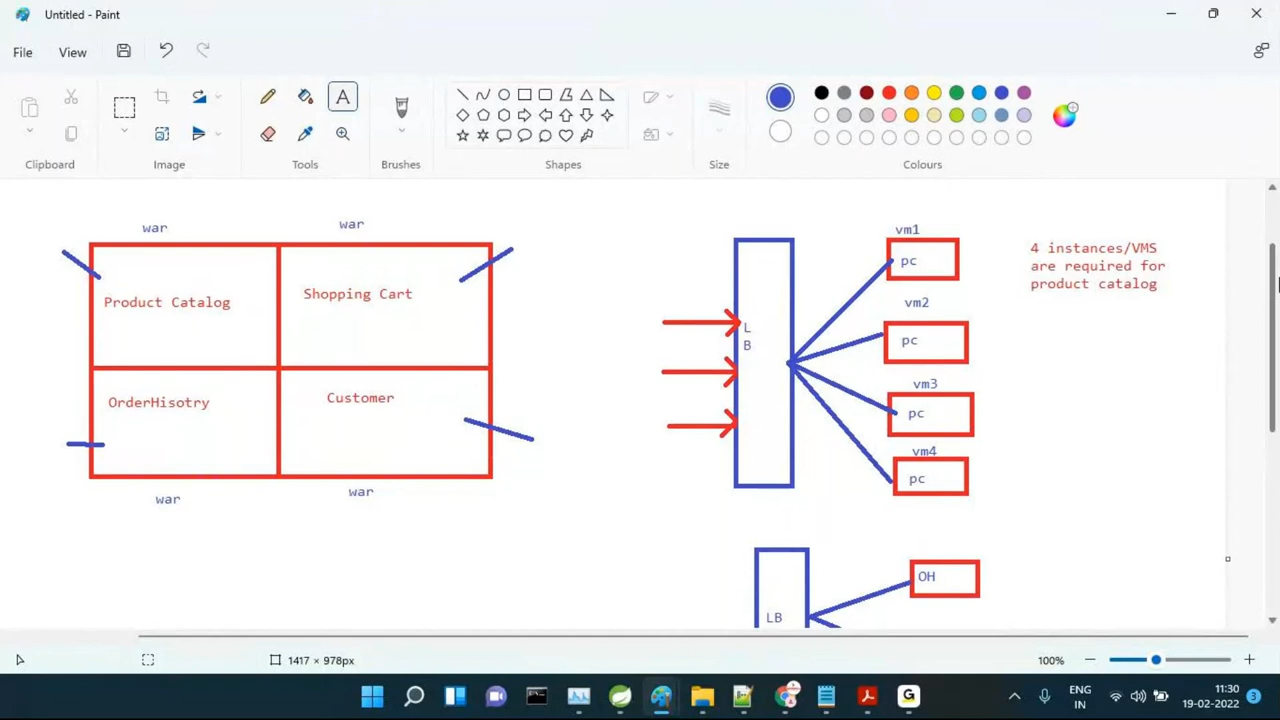 Untitled - Paint
File
View
Clipboard
Image
Tools
Brushes
Shapes
Size
Colours
war
war
Product Catalog
Shopping Cart
OrderHisotry
Customer
war
war
L
B
vm1
pc
vm2
pc
vm3
pc
vm4
pc
4 instances/VMS
are required for
product catalog
LB
OH
1417 × 978px
100%
ENG
IN
11:30
19-02-2022
3